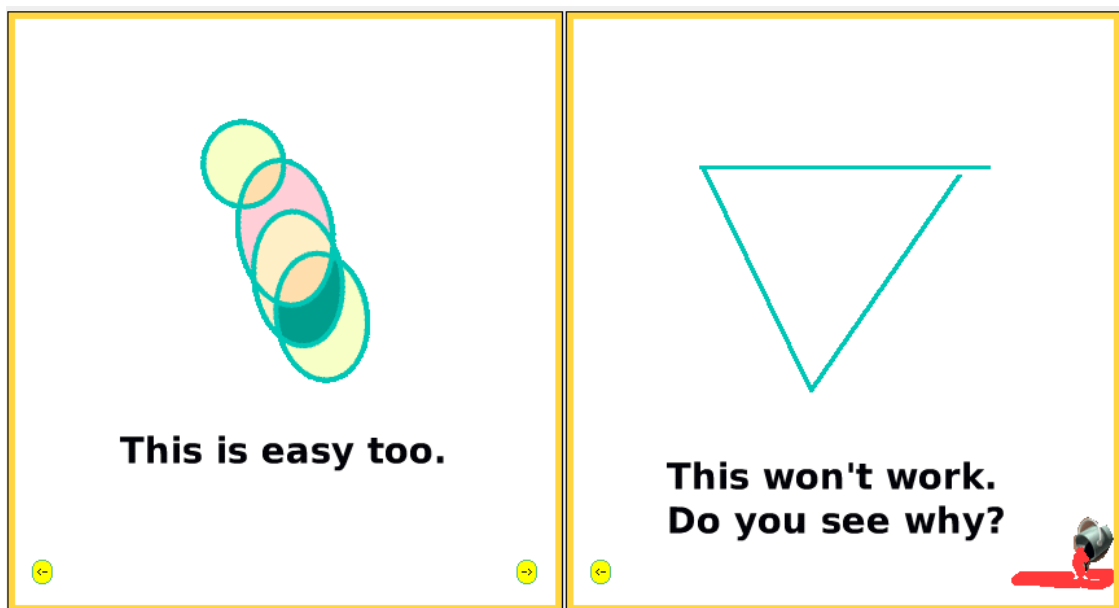 This is easy too.
This won't work.
Do you see why?
<-
->
<-